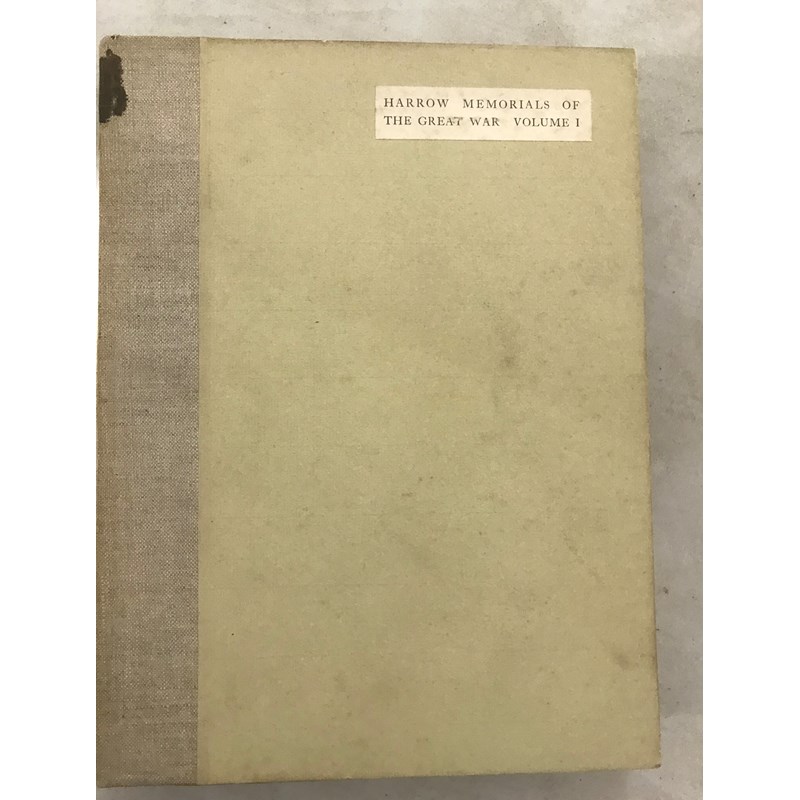 HARROW MEMORIALS OF
THE GREAT WAR VOLUME I